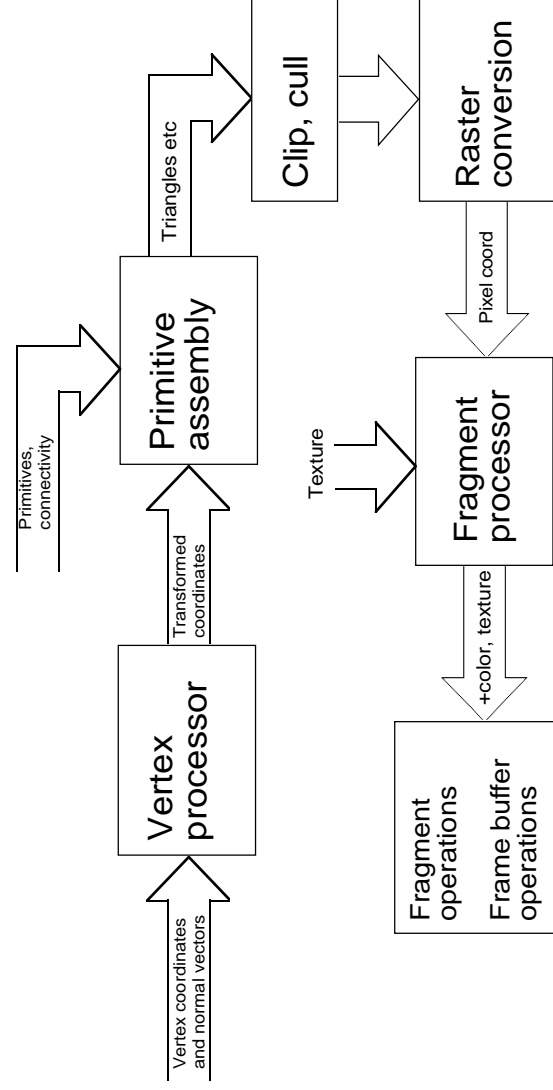 Primitives,
connectivity
Vertex coordinates
and normal vectors
Vertex
processor
Transformed
coordinates
Primitive
assembly
Triangles etc
Clip, cull
Raster
conversion
Pixel coord
Texture
Fragment
processor
+color, texture
Fragment
operations
Frame buffer
operations